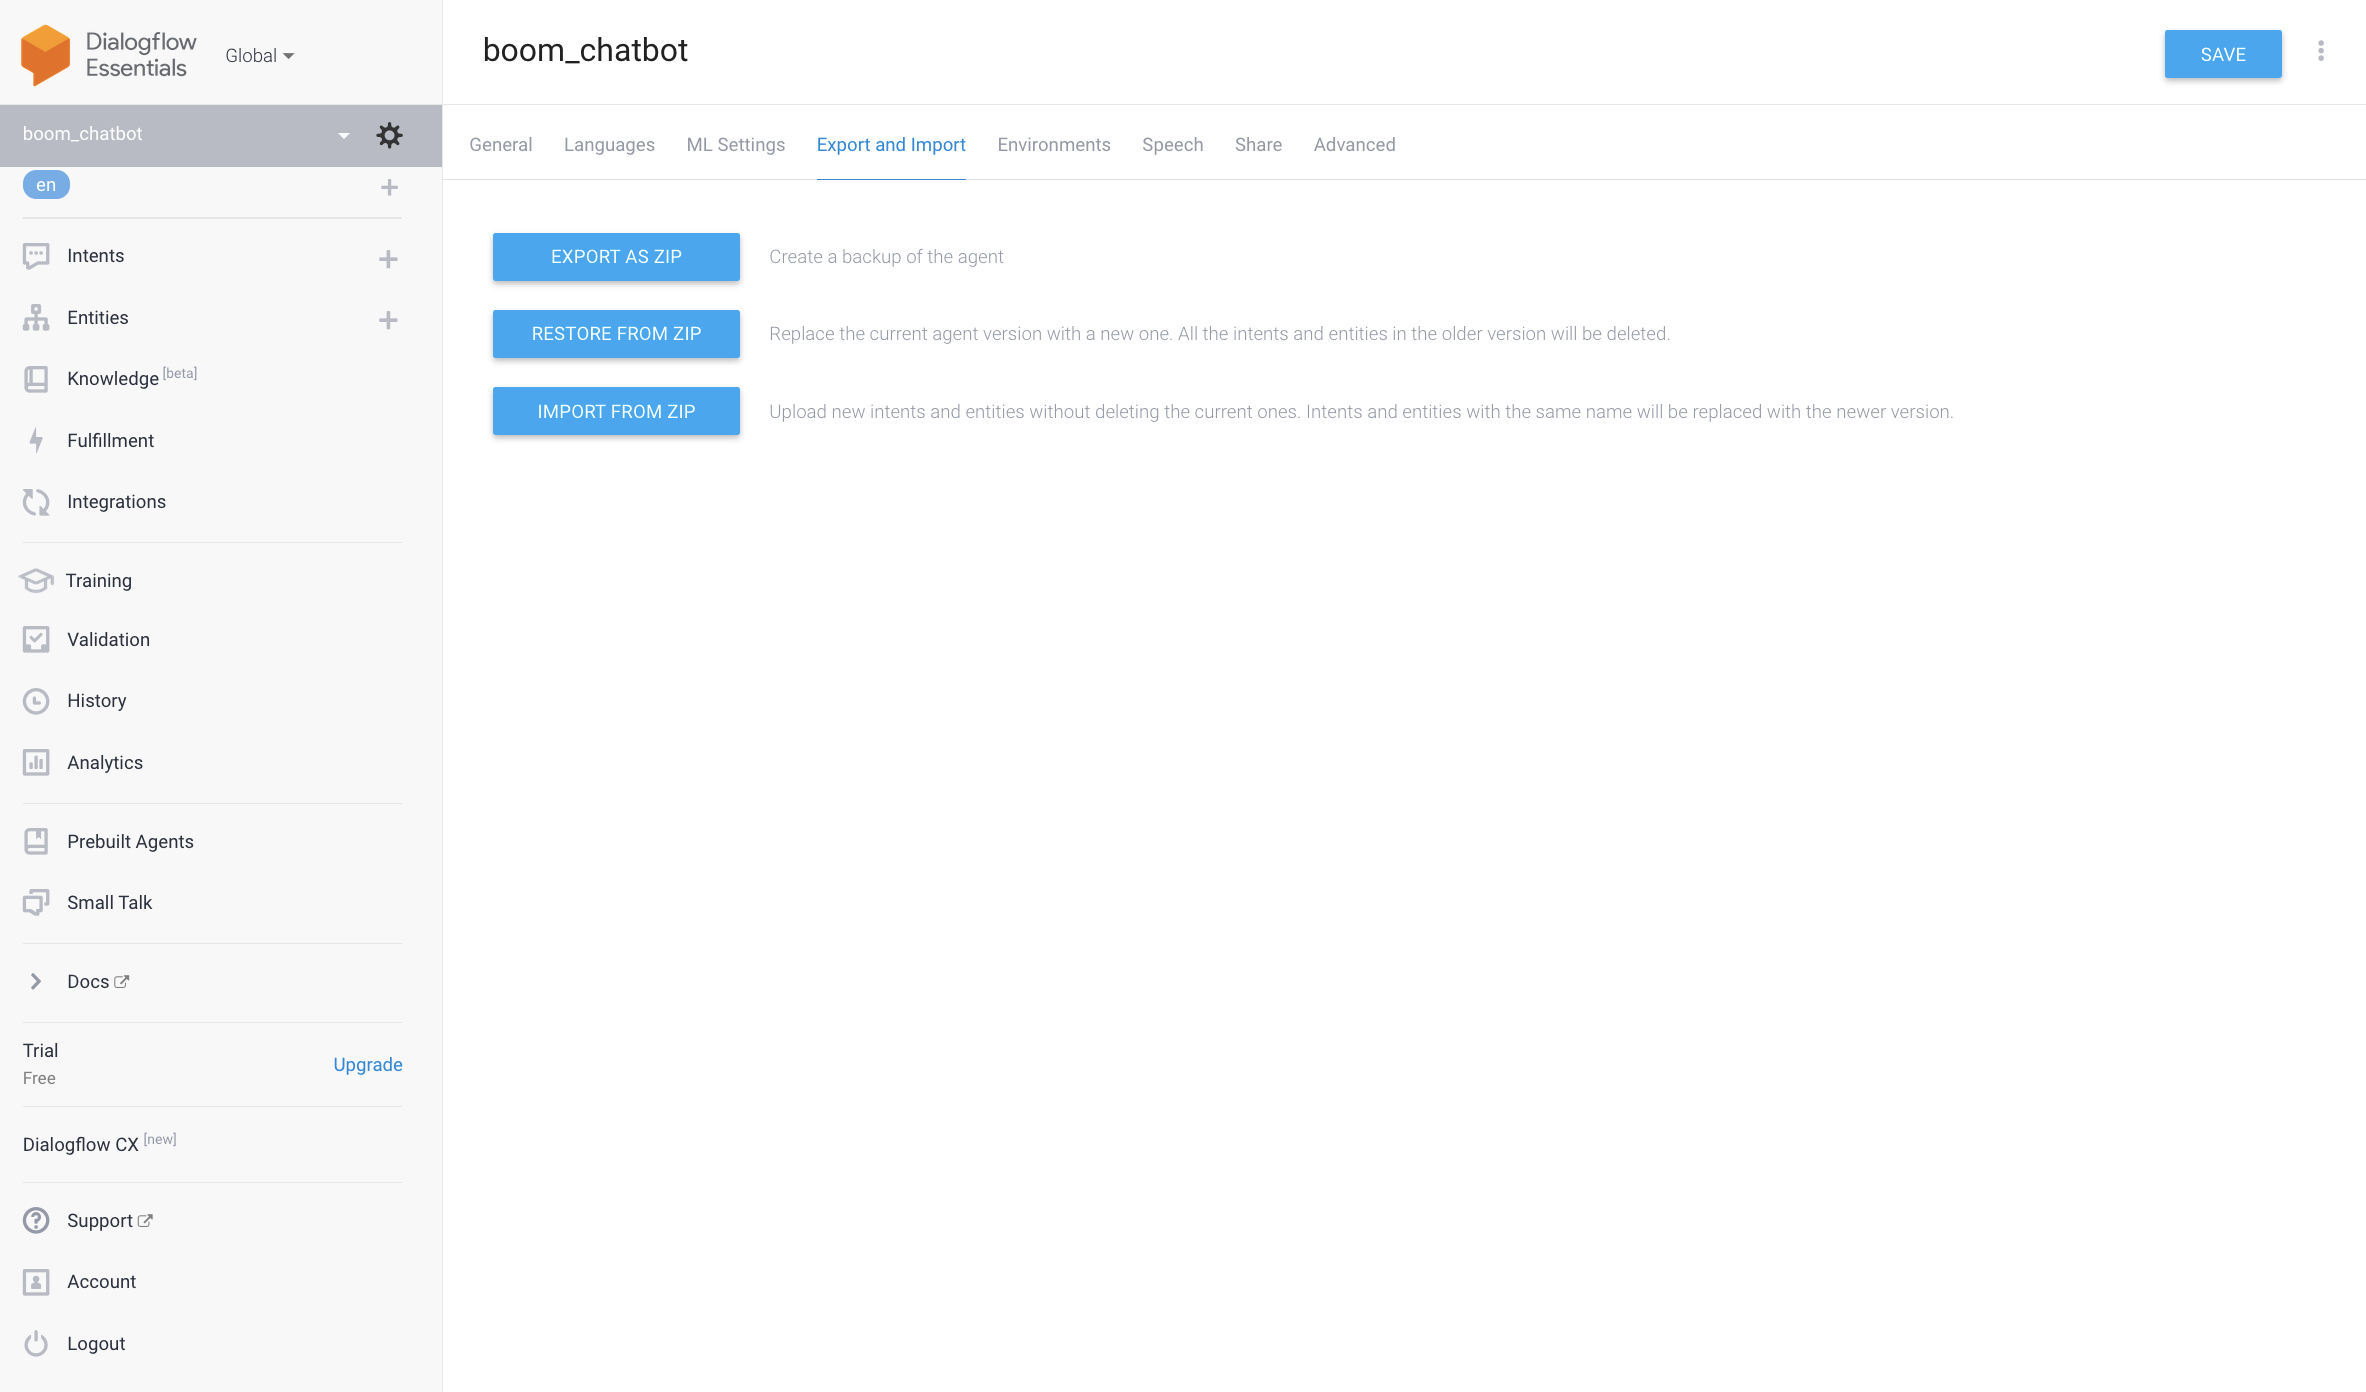 Dialogflow
Essentials
Global
boom_chatbot
SAVE
boom_chatbot
en
General Languages ML Settings Export and Import Environments Speech Share Advanced
Intents
Entities
Knowledge [beta]
Fulfillment
Integrations
Training
Validation
History
Analytics
Prebuilt Agents
Small Talk
Docs
Trial
Free
Upgrade
Dialogflow CX [new]
Support
Account
Logout
EXPORT AS ZIP Create a backup of the agent
RESTORE FROM ZIP Replace the current agent version with a new one. All the intents and entities in the older version will be deleted.
IMPORT FROM ZIP Upload new intents and entities without deleting the current ones. Intents and entities with the same name will be replaced with the newer version.